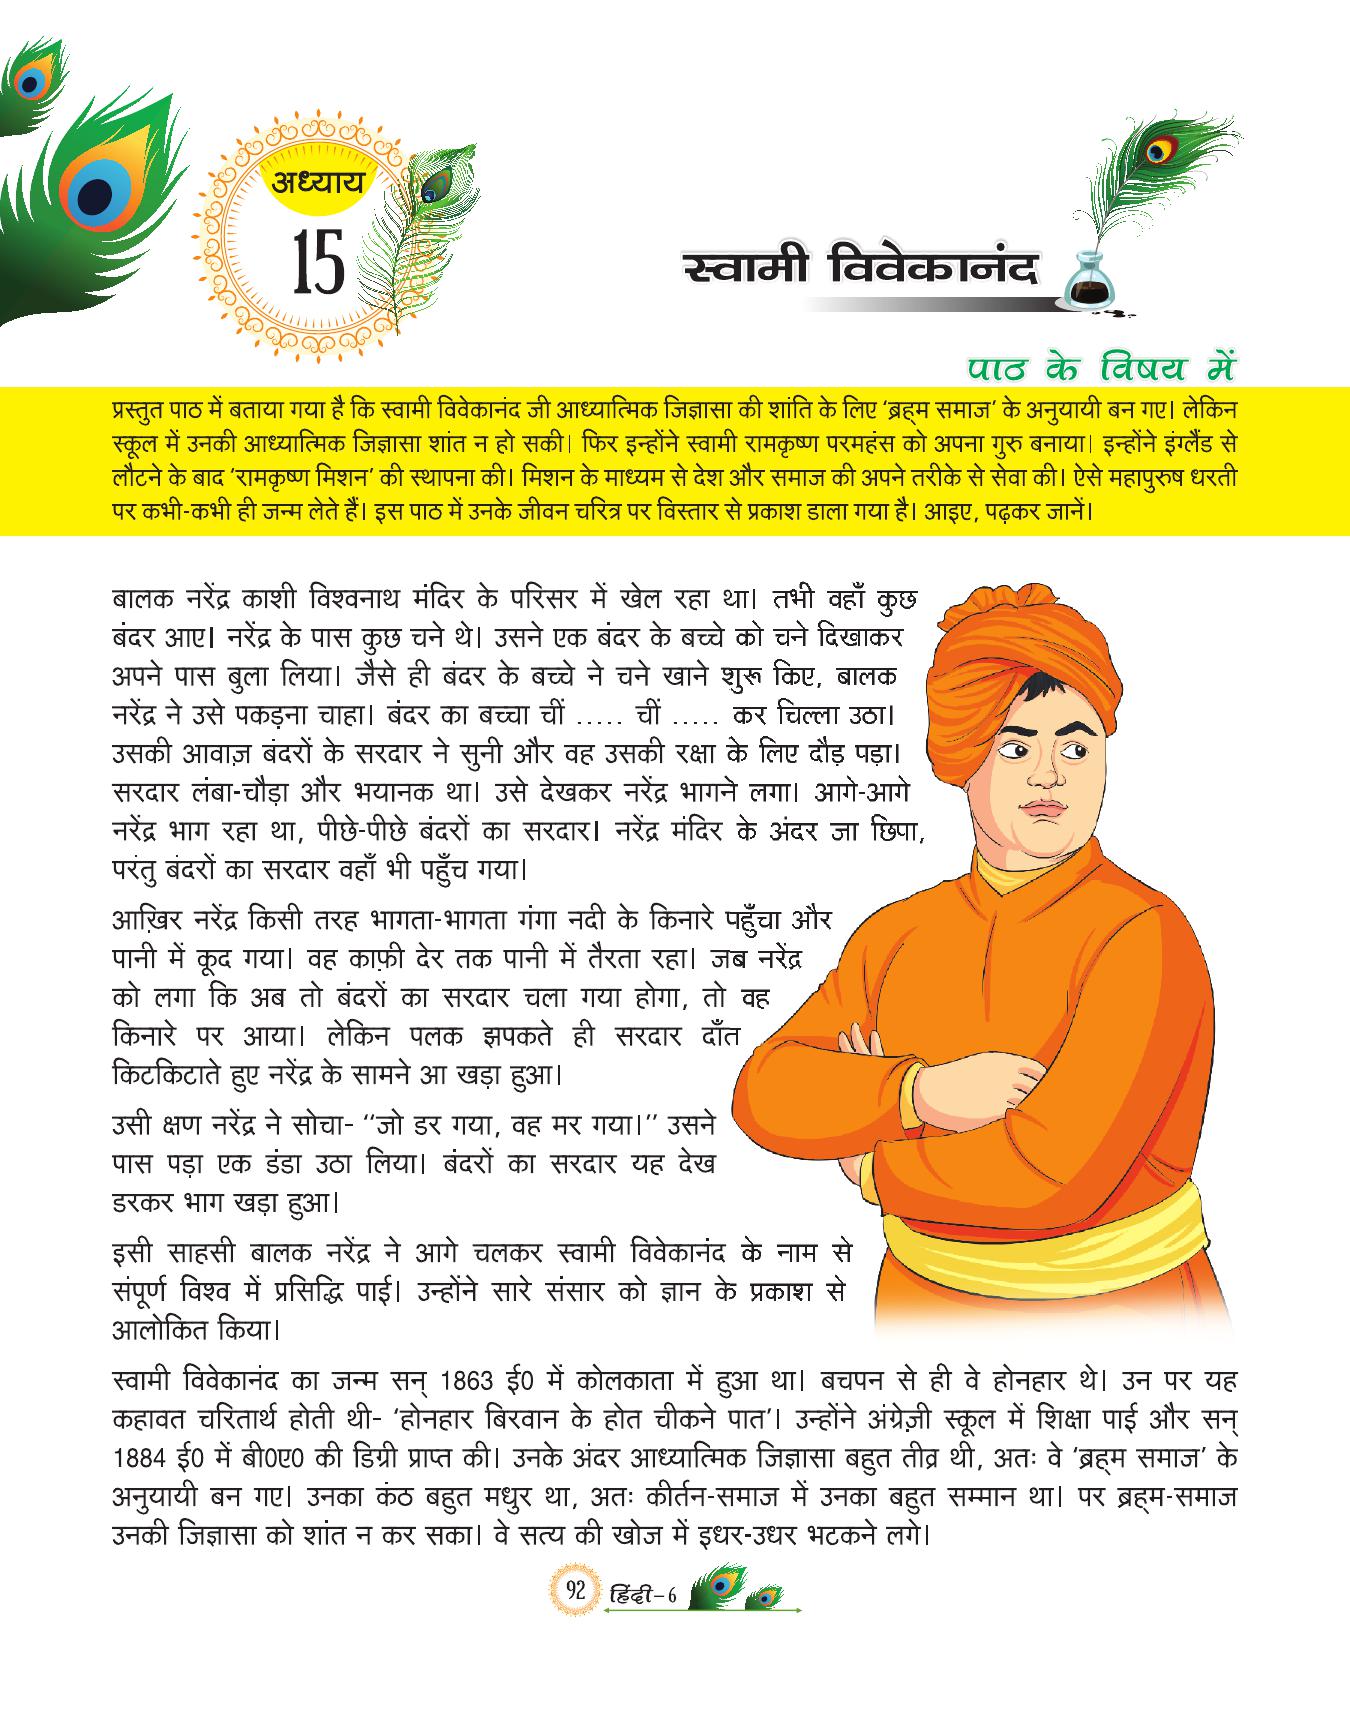 अध्याय
15
स्वामी विवेकानंद
पाठ के विषय में
प्रस्तुत पाठ में बताया गया है कि स्वामी विवेकानंद जी आध्यात्मिक जिज्ञासा की शांति के लिए ‘ब्रह्म समाज’ के अनुयायी बन गए। लेकिन
स्कूल में उनकी आध्यात्मिक जिज्ञासा शांत न हो सकी। फिर इन्होंने स्वामी रामकृष्ण परमहंस को अपना गुरु बनाया। इन्होंने इंग्लैंड से
लौटने के बाद ‘रामकृष्ण मिशन’ की स्थापना की। मिशन के माध्यम से देश और समाज की अपने तरीके से सेवा की। ऐसे महापुरुष धरती
पर कभी-कभी ही जन्म लेते हैं। इस पाठ में उनके जीवन चरित्र पर विस्तार से प्रकाश डाला गया है। आइए, पढ़कर जानें।
बालक नरेंद्र काशी विश्वनाथ मंदिर के परिसर में खेल रहा था। तभी वहाँ कुछ
बंदर आए। नरेंद्र के पास कुछ चने थे। उसने एक बंदर के बच्चे को चने दिखाकर
अपने पास बुला लिया। जैसे ही बंदर के बच्चे ने चने खाने शुरू किए, बालक
नरेंद्र ने उसे पकड़ना चाहा। बंदर का बच्चा चीं ..... चीं ..... कर चिल्ला उठा।
उसकी आवाज़ बंदरों के सरदार ने सुनी और वह उसकी रक्षा के लिए दौड़ पड़ा।
सरदार लंबा-चौड़ा और भयानक था। उसे देखकर नरेंद्र भागने लगा। आगे-आगे
नरेंद्र भाग रहा था, पीछे-पीछे बंदरों का सरदार। नरेंद्र मंदिर के अंदर जा छिपा,
परंतु बंदरों का सरदार वहाँ भी पहुँच गया।
आख़िर नरेंद्र किसी तरह भागता-भागता गंगा नदी के किनारे पहुँचा और
पानी में कूद गया। वह काफ़ी देर तक पानी में तैरता रहा। जब नरेंद्र
को लगा कि अब तो बंदरों का सरदार चला गया होगा, तो वह
किनारे पर आया। लेकिन पलक झपकते ही सरदार दाँत
किटकिटाते हुए नरेंद्र के सामने आ खड़ा हुआ।
उसी क्षण नरेंद्र ने सोचा- ‘‘जो डर गया, वह मर गया।’’ उसने
पास पड़ा एक डंडा उठा लिया। बंदरों का सरदार यह देख
डरकर भाग खड़ा हुआ।
इसी साहसी बालक नरेंद्र ने आगे चलकर स्वामी विवेकानंद के नाम से
संपूर्ण विश्व में प्रसिद्धि पाई। उन्होंने सारे संसार को ज्ञान के प्रकाश से
आलोकित किया।
स्वामी विवेकानंद का जन्म सन् 1863 ई0 में कोलकाता में हुआ था। बचपन से ही वे होनहार थे। उन पर यह
कहावत चरितार्थ होती थी- ‘होनहार बिरवान के होत चीकने पात’। उन्होंने अंग्रेज़ी स्कूल में शिक्षा पाई और सन्
1884 ई0 में बी0ए0 की डिग्री प्राप्त की। उनके अंदर आध्यात्मिक जिज्ञासा बहुत तीव्र थी, अतः वे ‘ब्रह्म समाज’ के
अनुयायी बन गए। उनका कंठ बहुत मधुर था, अतः कीर्तन-समाज में उनका बहुत सम्मान था। पर ब्रह्म-समाज
उनकी जिज्ञासा को शांत न कर सका। वे सत्य की खोज में इधर-उधर भटकने लगे।
92 हिंदी–6